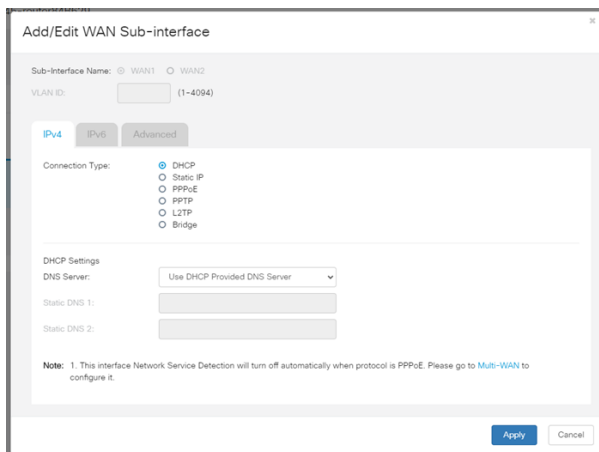 Add/Edit WAN Sub-interface
Sub-Interface Name: WAN1 WAN2
VLAN ID: (1-4094)
IPv4 IPv6 Advanced
Connection Type: DHCP
Static IP
PPPoE
PPTP
L2TP
Bridge
DHCP Settings
DNS Server: Use DHCP Provided DNS Server
Static DNS 1:
Static DNS 2:
Note: 1. This interface Network Service Detection will turn off automatically when protocol is PPPoE. Please go to Multi-WAN to
configure it.
Apply Cancel